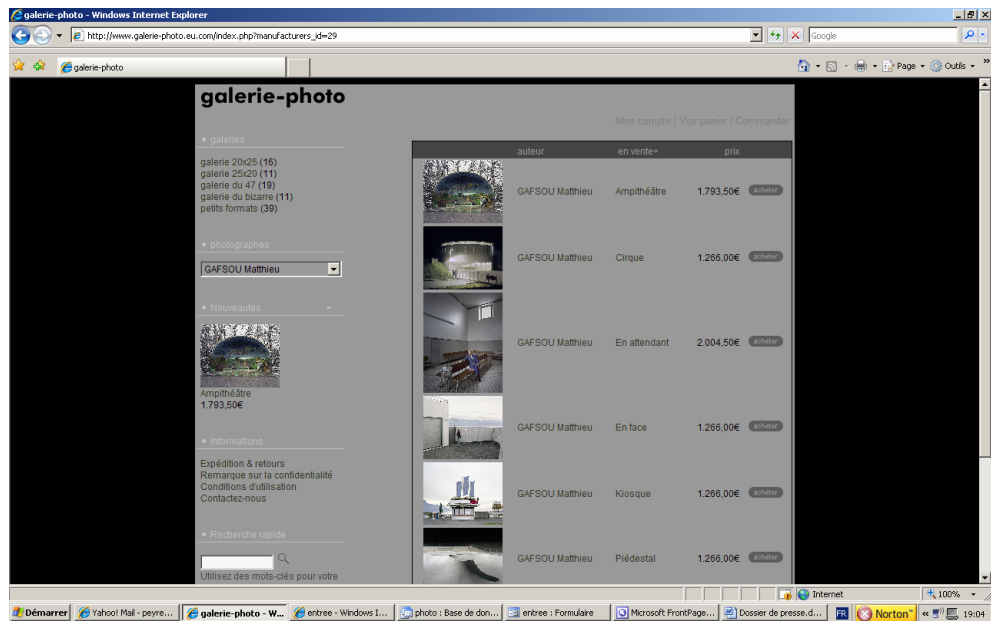 galerie-photo - Windows Internet Explorer
http://www.galerie-photo.eu.com/index.php?manufacturers_id=29
Google
galerie-photo
Page
Outils
»
galerie-photo
Mon compte | Voir panier | Commander
• galeries
galerie 20x25 (16)
galerie 25x20 (11)
galerie du 47 (19)
galerie du bizarre (11)
petits formats (39)
• photographes
GAFSOU Matthieu
• Nouveautés
Ampithéâtre
1.793,50€
• Informations
Expédition & retours
Remarque sur la confidentialité
Conditions d'utilisation
Contactez-nous
• Recherche rapide
Utilisez des mots-clés pour votre
auteur en vente+ prix
GAFSOU Matthieu Ampithéâtre 1.793,50€ acheter
GAFSOU Matthieu Cirque 1.266,00€ acheter
GAFSOU Matthieu En attendant 2.004,50€ acheter
GAFSOU Matthieu En face 1.266,00€ acheter
GAFSOU Matthieu Kiosque 1.266,00€ acheter
GAFSOU Matthieu Piédestal 1.266,00€ acheter
Internet 100%
Démarrer Yahoo! Mail - peyre... galerie-photo - W... entree - Windows I... photo : Base de don... entree : Formulaire Microsoft FrontPage... Dossier de presse.d... FR Norton™ « 19:04